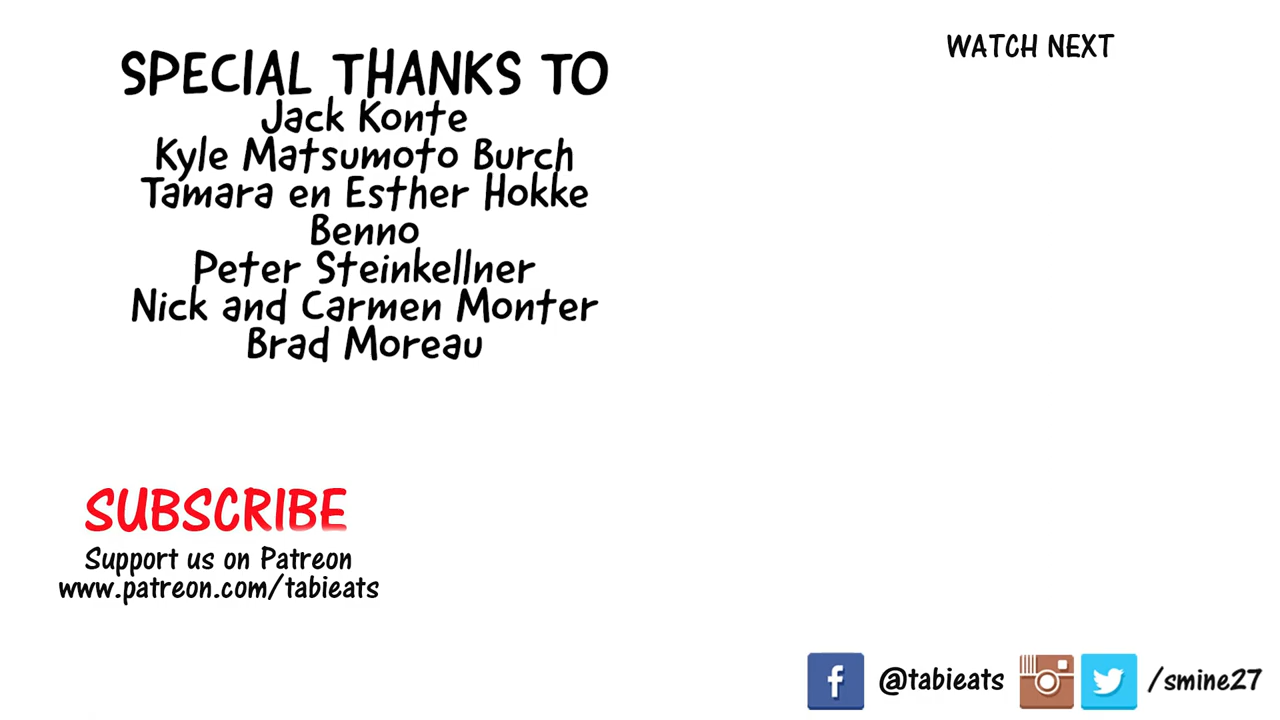 SPECIAL THANKS TO
Jack Konte
Kyle Matsumoto Burch
Tamara en Esther Hokke
Benno
Peter Steinkellner
Nick and Carmen Monter
Brad Moreau
WATCH NEXT
SUBSCRIBE
Support us on Patreon
www.patreon.com/tabieats
f @tabieats /smine27